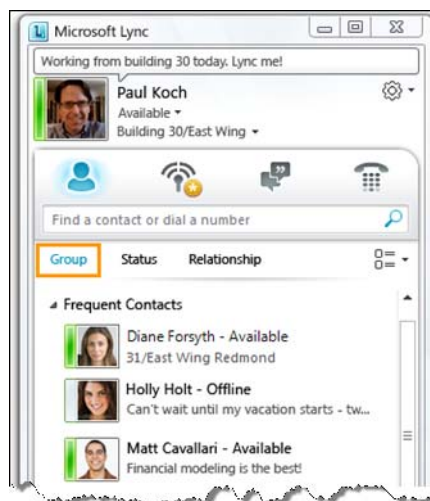 Microsoft Lync
Working from building 30 today. Lync me!
Paul Koch
Available
Building 30/East Wing
Find a contact or dial a number
Group Status Relationship
Frequent Contacts
Diane Forsyth - Available
31/East Wing Redmond
Holly Holt - Offline
Can't wait until my vacation starts - tw...
Matt Cavallari - Available
Financial modeling is the best!